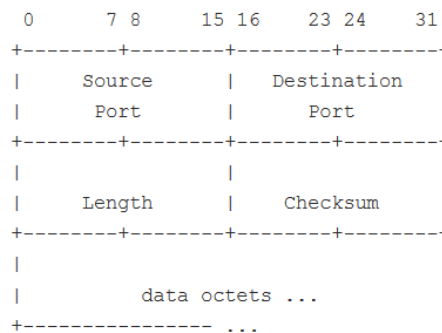 0      7 8     15 16    23 24    31
+--------+--------+--------+--------+
|     Source      |   Destination
|      Port       |      Port
+--------+--------+--------+--------+
|                 |
|     Length      |    Checksum
+--------+--------+--------+--------+
|
|          data octets ...
+---------------- ...